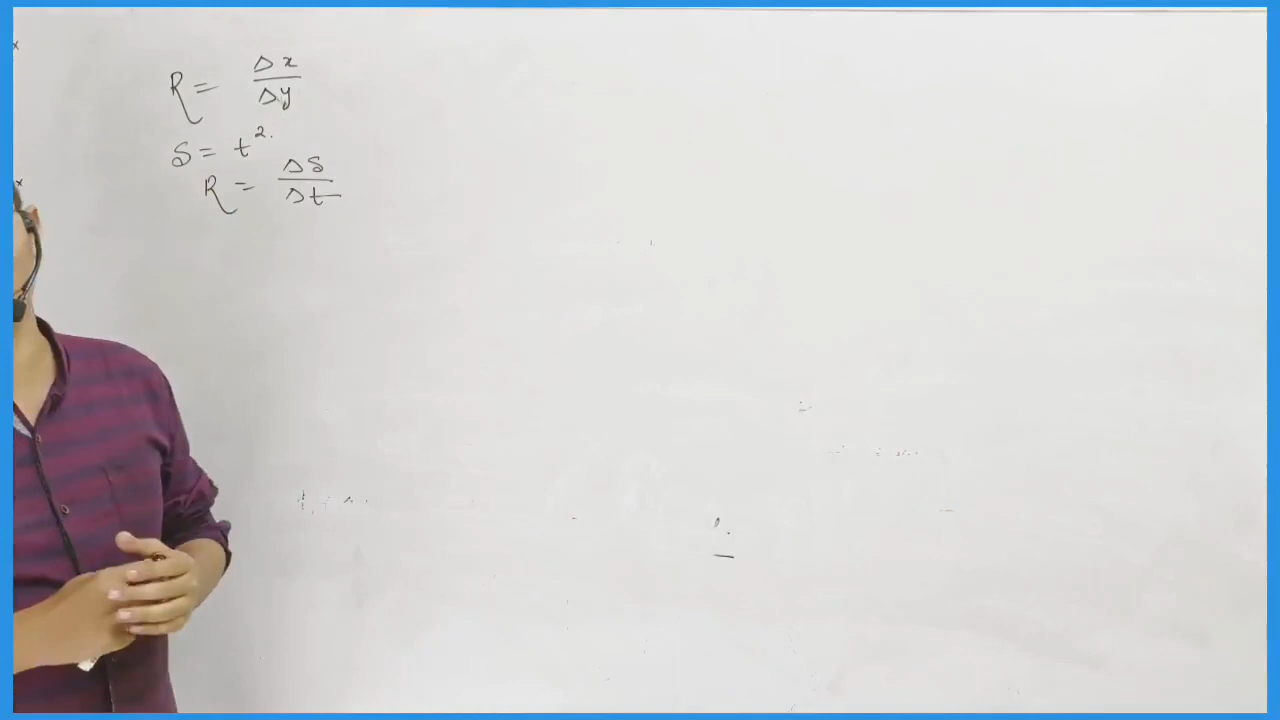 R = Δx / Δy
S = t².
R = ΔS / Δt